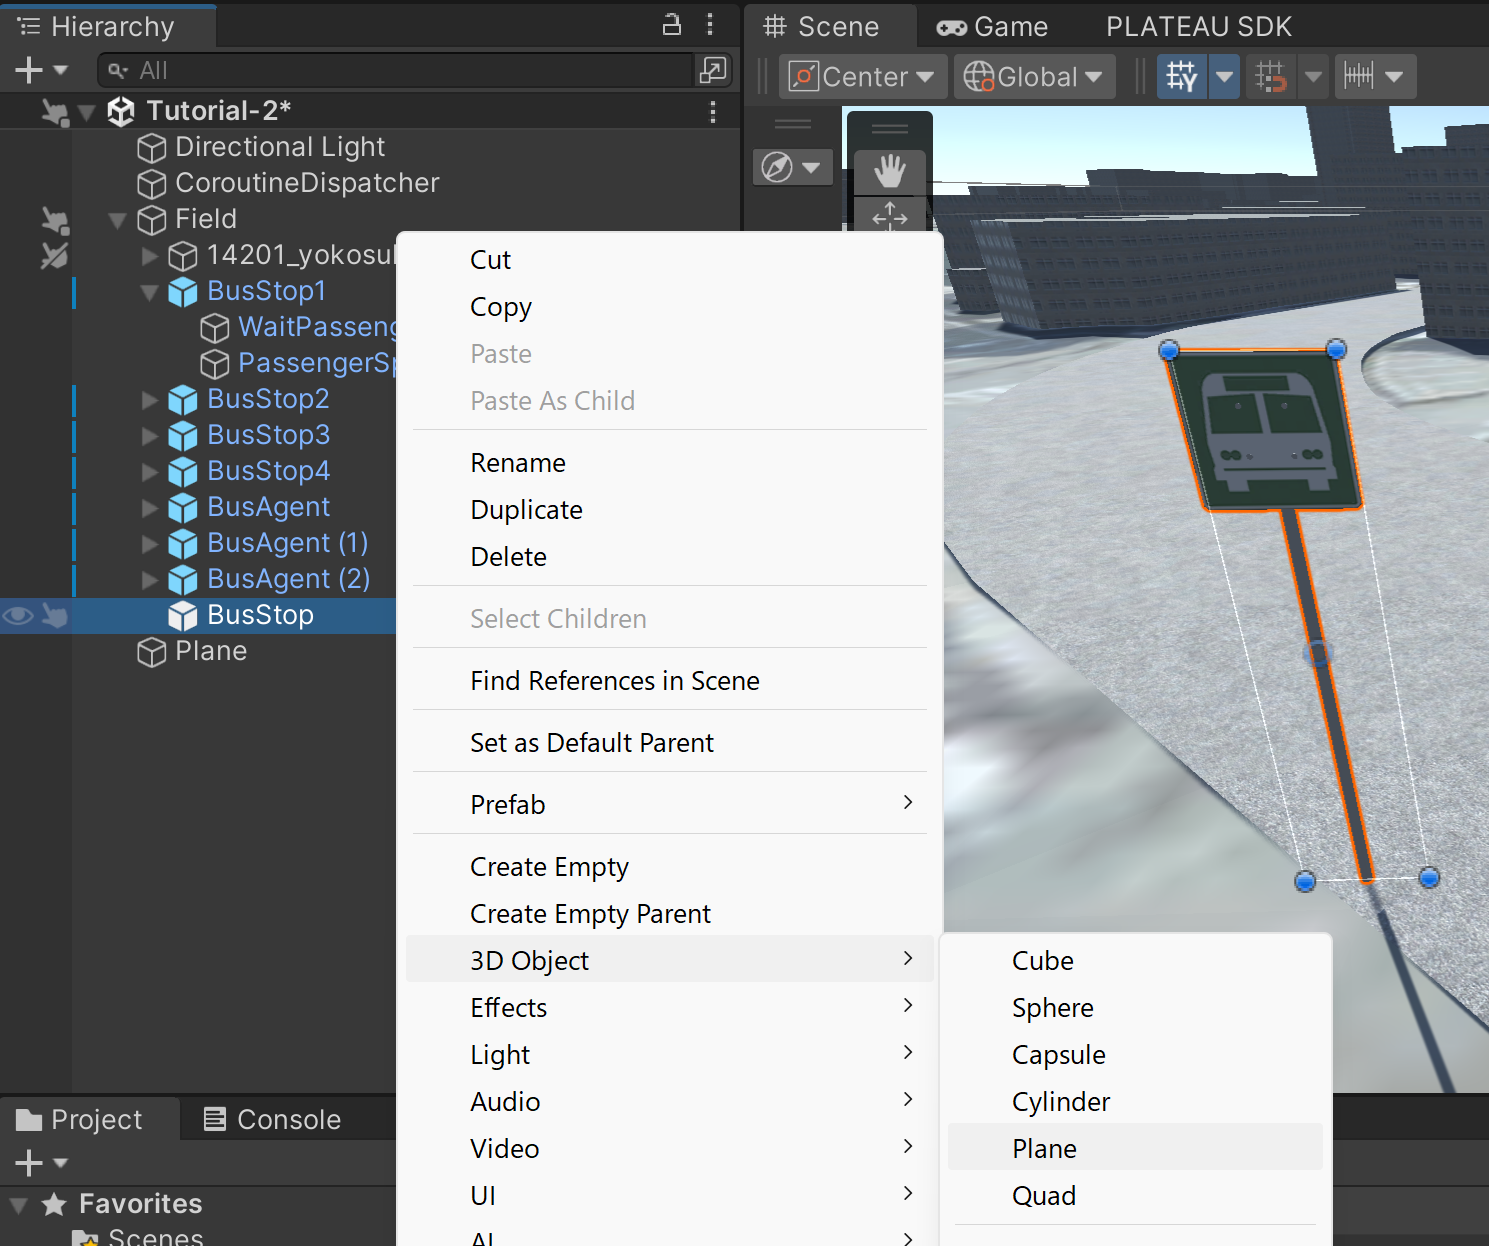 Hierarchy
All
Tutorial-2*
Directional Light
CoroutineDispatcher
Field
14201_yokosu
BusStop1
WaitPasseng
PassengerSp
BusStop2
BusStop3
BusStop4
BusAgent
BusAgent (1)
BusAgent (2)
BusStop
Plane
Cut
Copy
Paste
Paste As Child
Rename
Duplicate
Delete
Select Children
Find References in Scene
Set as Default Parent
Prefab
Create Empty
Create Empty Parent
3D Object
Effects
Light
Audio
Video
UI
AI
Cube
Sphere
Capsule
Cylinder
Plane
Quad
Scene
Game
PLATEAU SDK
Center
Global
Project
Console
Favorites
Scenes